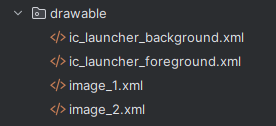 drawable
ic_launcher_background.xml
ic_launcher_foreground.xml
image_1.xml
image_2.xml